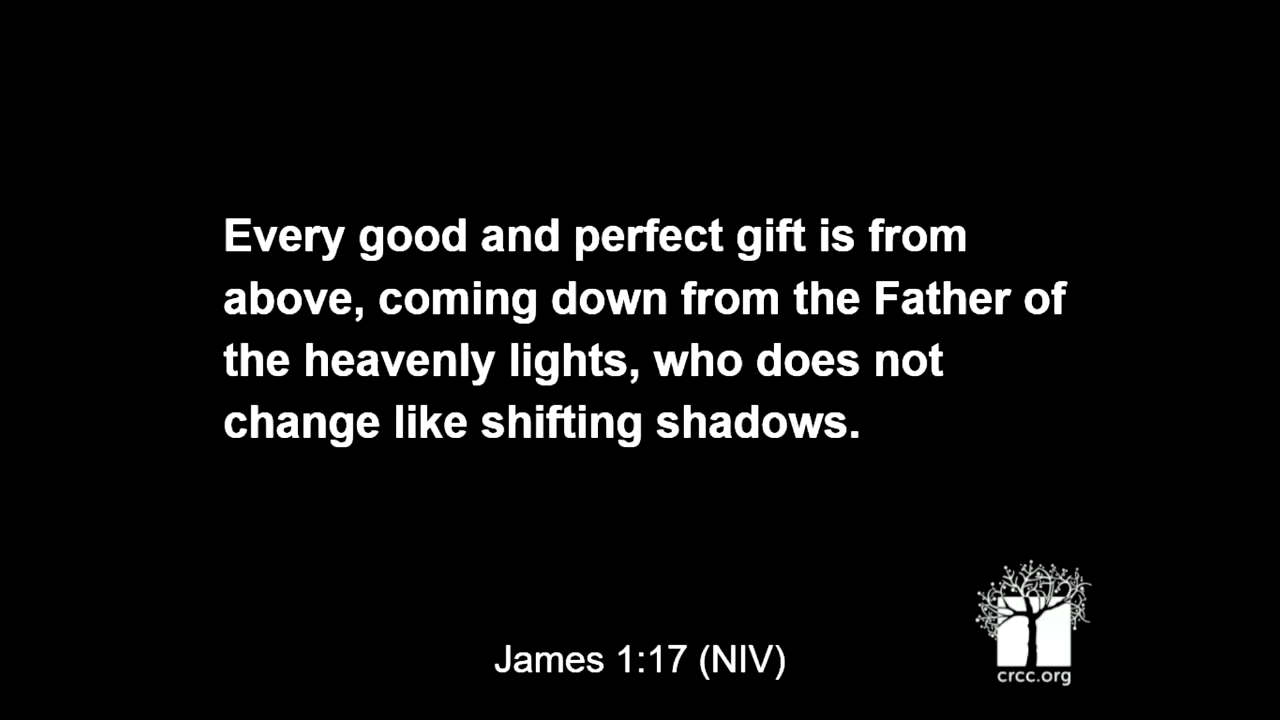 Every good and perfect gift is from
above, coming down from the Father of
the heavenly lights, who does not
change like shifting shadows.
James 1:17 (NIV)
crcc.org